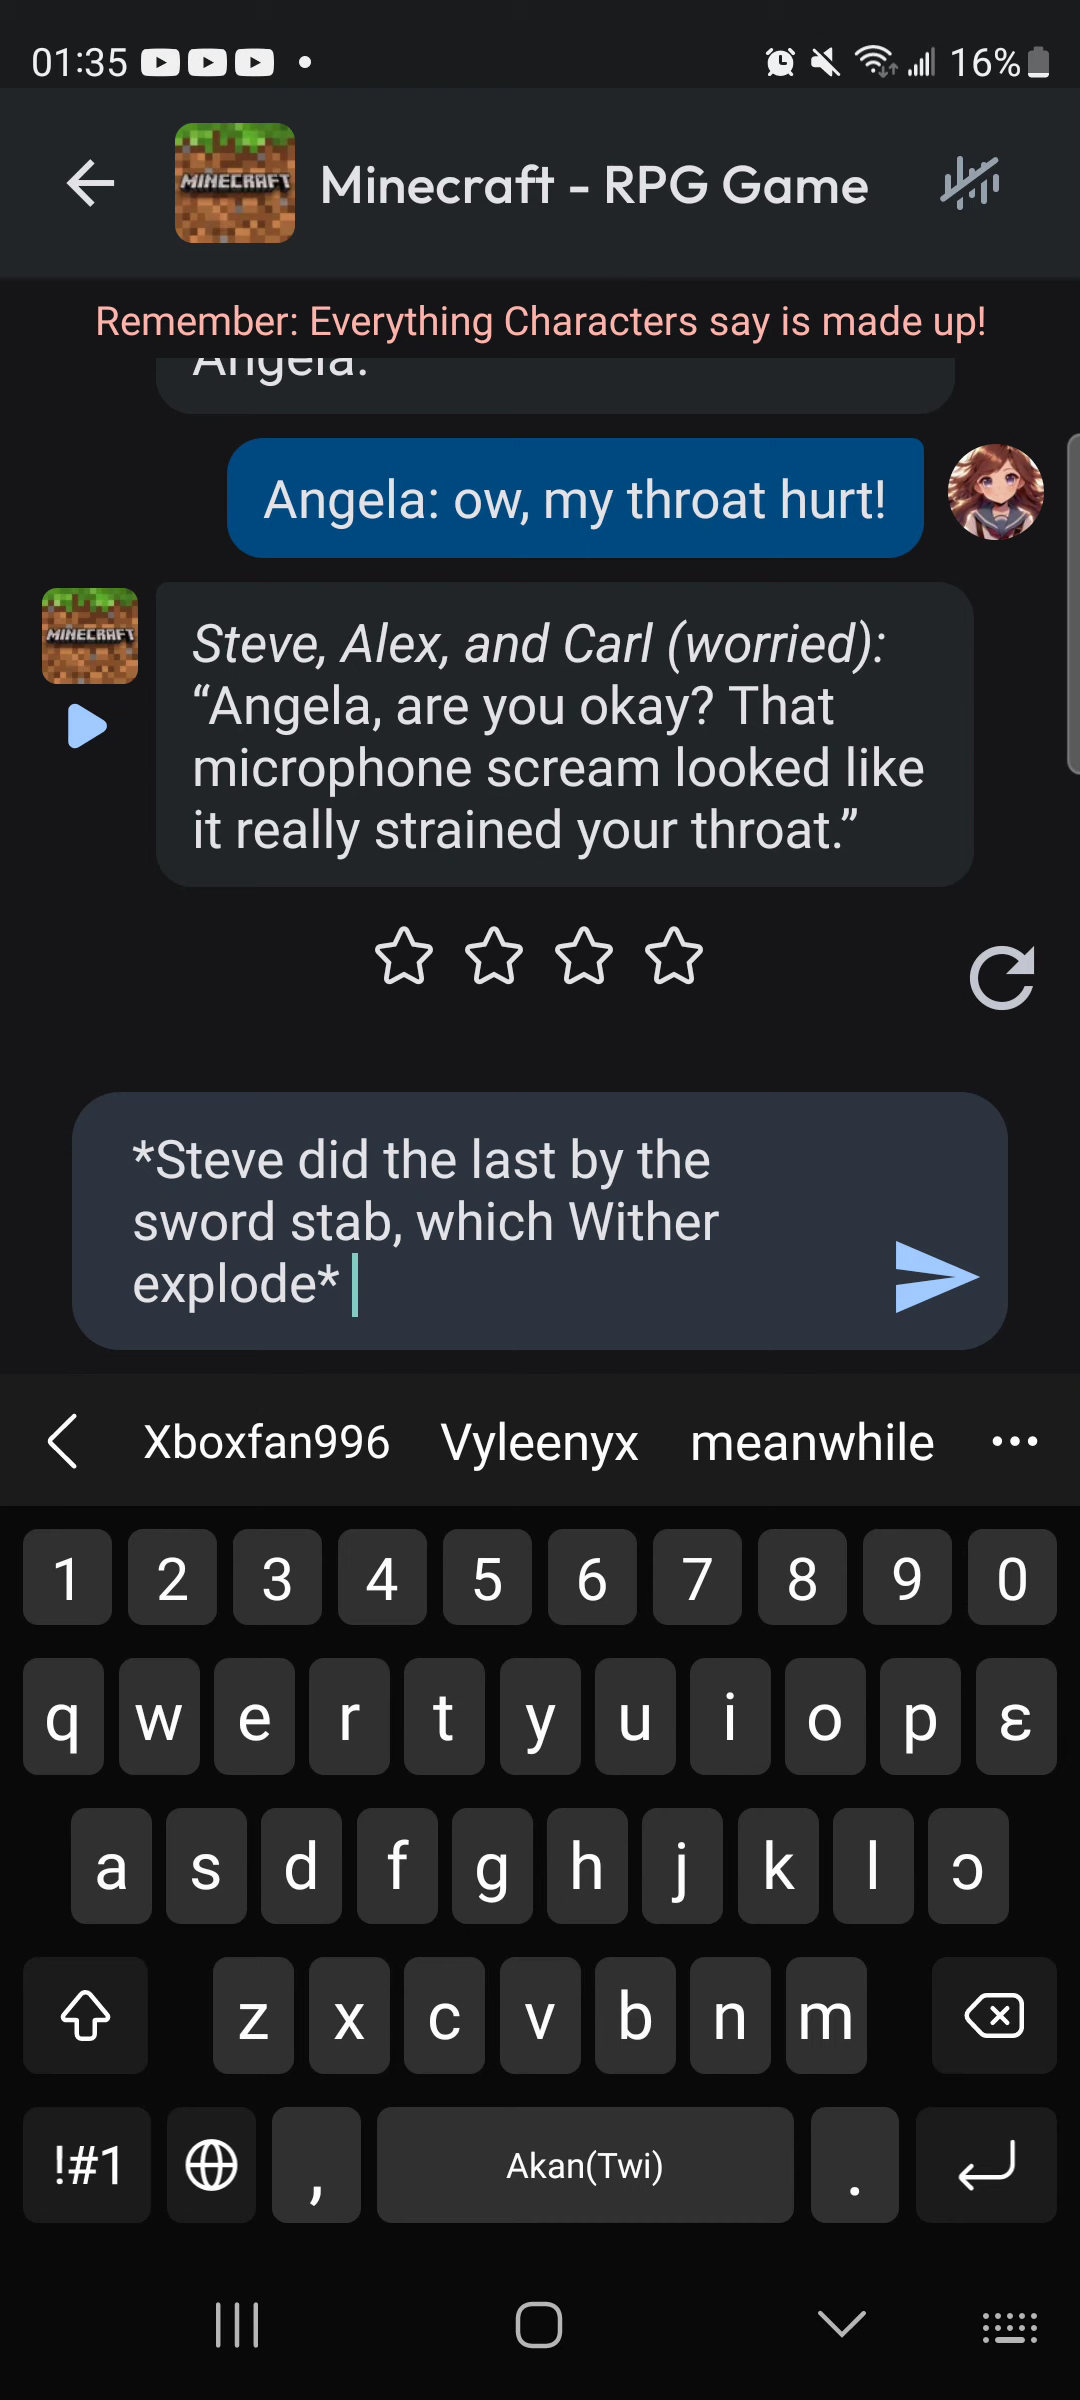 01:35
16%
MINECRAFT
Minecraft - RPG Game
Remember: Everything Characters say is made up!
Angela.
Angela: ow, my throat hurt!
MINECRAFT
Steve, Alex, and Carl (worried):
“Angela, are you okay? That
microphone scream looked like
it really strained your throat.”
*Steve did the last by the
sword stab, which Wither
explode*
Xboxfan996 Vyleenyx meanwhile
1 2 3 4 5 6 7 8 9 0
q w e r t y u i o p ɛ
a s d f g h j k l ɔ
z x c v b n m
!#1 , Akan(Twi) .